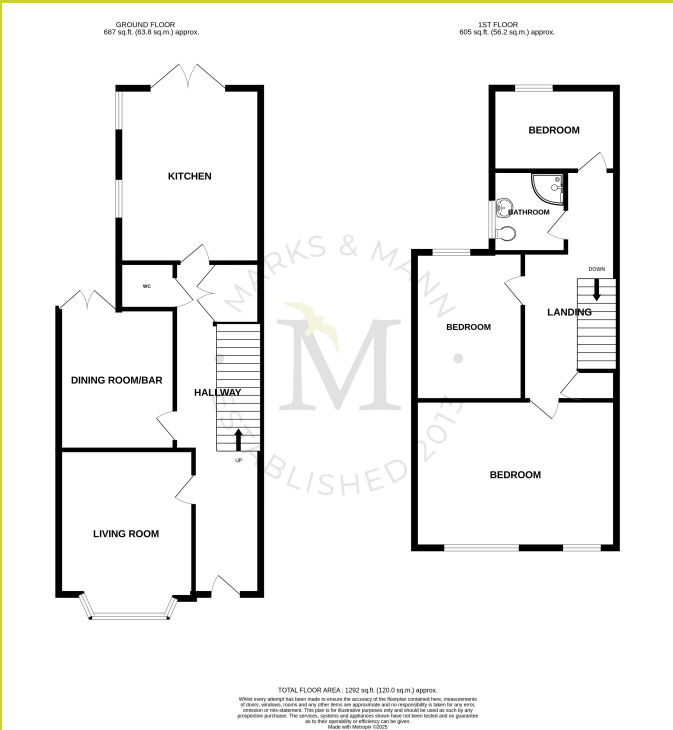 GROUND FLOOR
687 sq.ft. (63.8 sq.m.) approx.
1ST FLOOR
605 sq.ft. (56.2 sq.m.) approx.
BEDROOM
KITCHEN
BATHROOM
MARKS & MANN
DOWN
WC
LANDING
BEDROOM
M
DINING ROOM/BAR
HALLWAY
ESTABLISHED 2013
UP
BEDROOM
LIVING ROOM
TOTAL FLOOR AREA : 1292 sq.ft. (120.0 sq.m.) approx.
Whilst every attempt has been made to ensure the accuracy of the floorplan contained here, measurements
of doors, windows, rooms and any other items are approximate and no responsibility is taken for any error,
omission or mis-statement. This plan is for illustrative purposes only and should be used as such by any
prospective purchaser. The services, systems and appliances shown have not been tested and no guarantee
as to their operability or efficiency can be given.
Made with Metropix ©2025